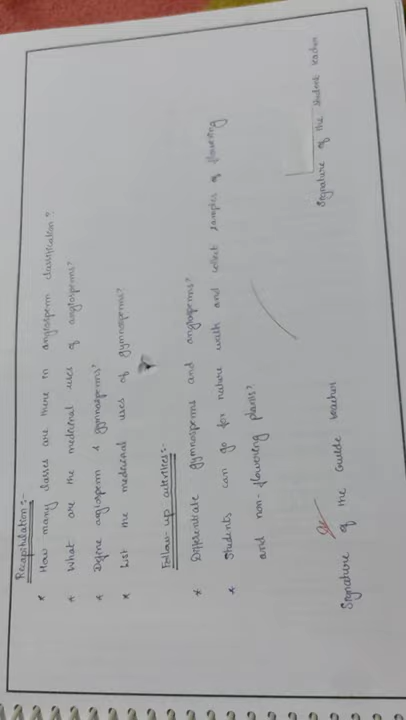 Recapitulation:-
* How many classes are there in angiosperm classification?
* What are the medicinal uses of angiosperms?
* Define angiosperm & gymnosperms?
* List the medicinal uses of gymnosperms?
Follow-up activities:-
* Differentiate gymnosperms and angiosperms?
* Students can go for nature walk and collect samples of flowering
and non-flowering plants?
Signature of the Guide teacher
Signature of the student teacher